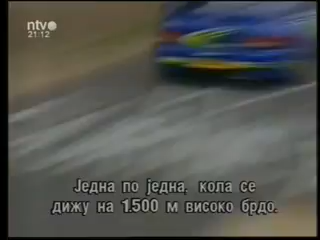 ntv
21:12
Једна по једна, кола се
дижу на 1.500 м високо брдо.